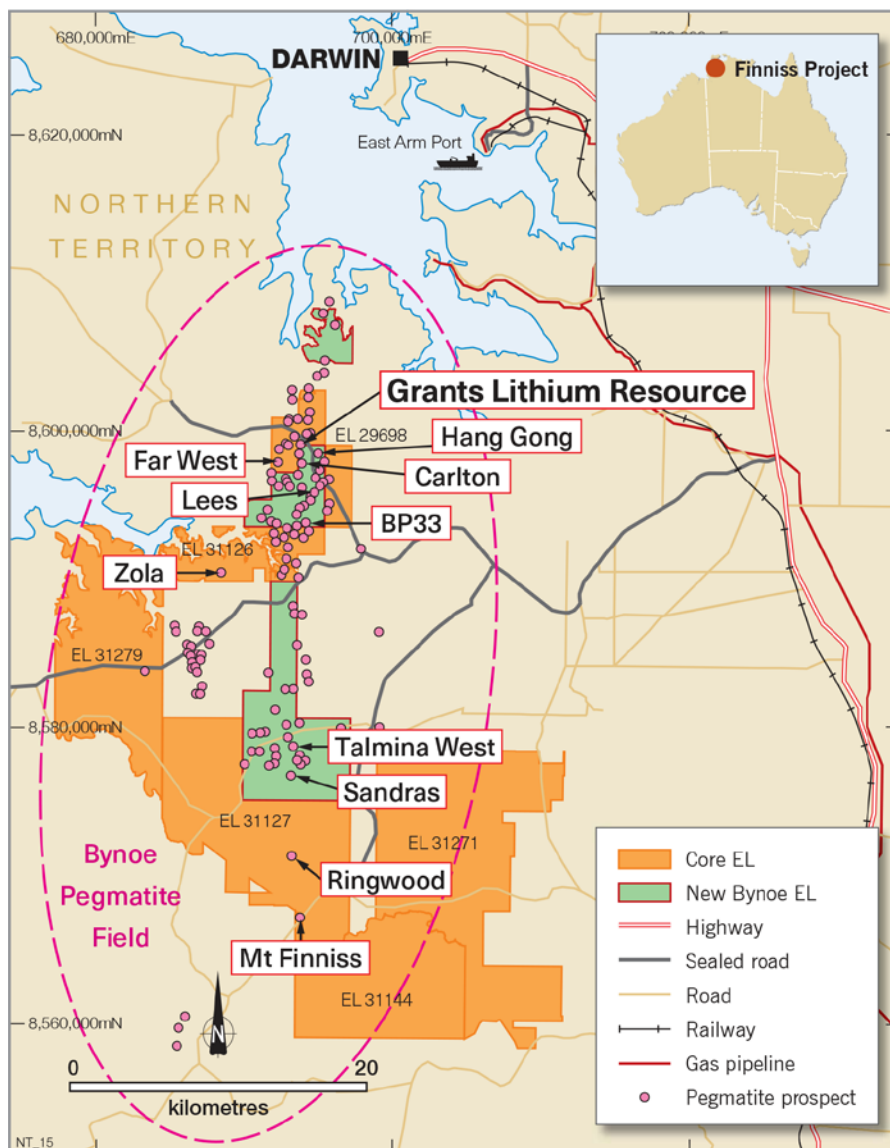 680,000mE
700,000mE
DARWIN
Finniss Project
8,620,000mN
East Arm Port
NORTHERN
TERRITORY
Grants Lithium Resource
8,600,000mN
EL 29698
Hang Gong
Far West
Carlton
Lees
BP33
EL 31126
Zola
EL 31279
8,580,000mN
Talmina West
Sandras
EL 31127
EL 31271
Bynoe
Pegmatite
Field
Ringwood
Mt Finniss
EL 31144
8,560,000mN
N
0
20
kilometres
NT_15
Core EL
New Bynoe EL
Highway
Sealed road
Road
Railway
Gas pipeline
Pegmatite prospect